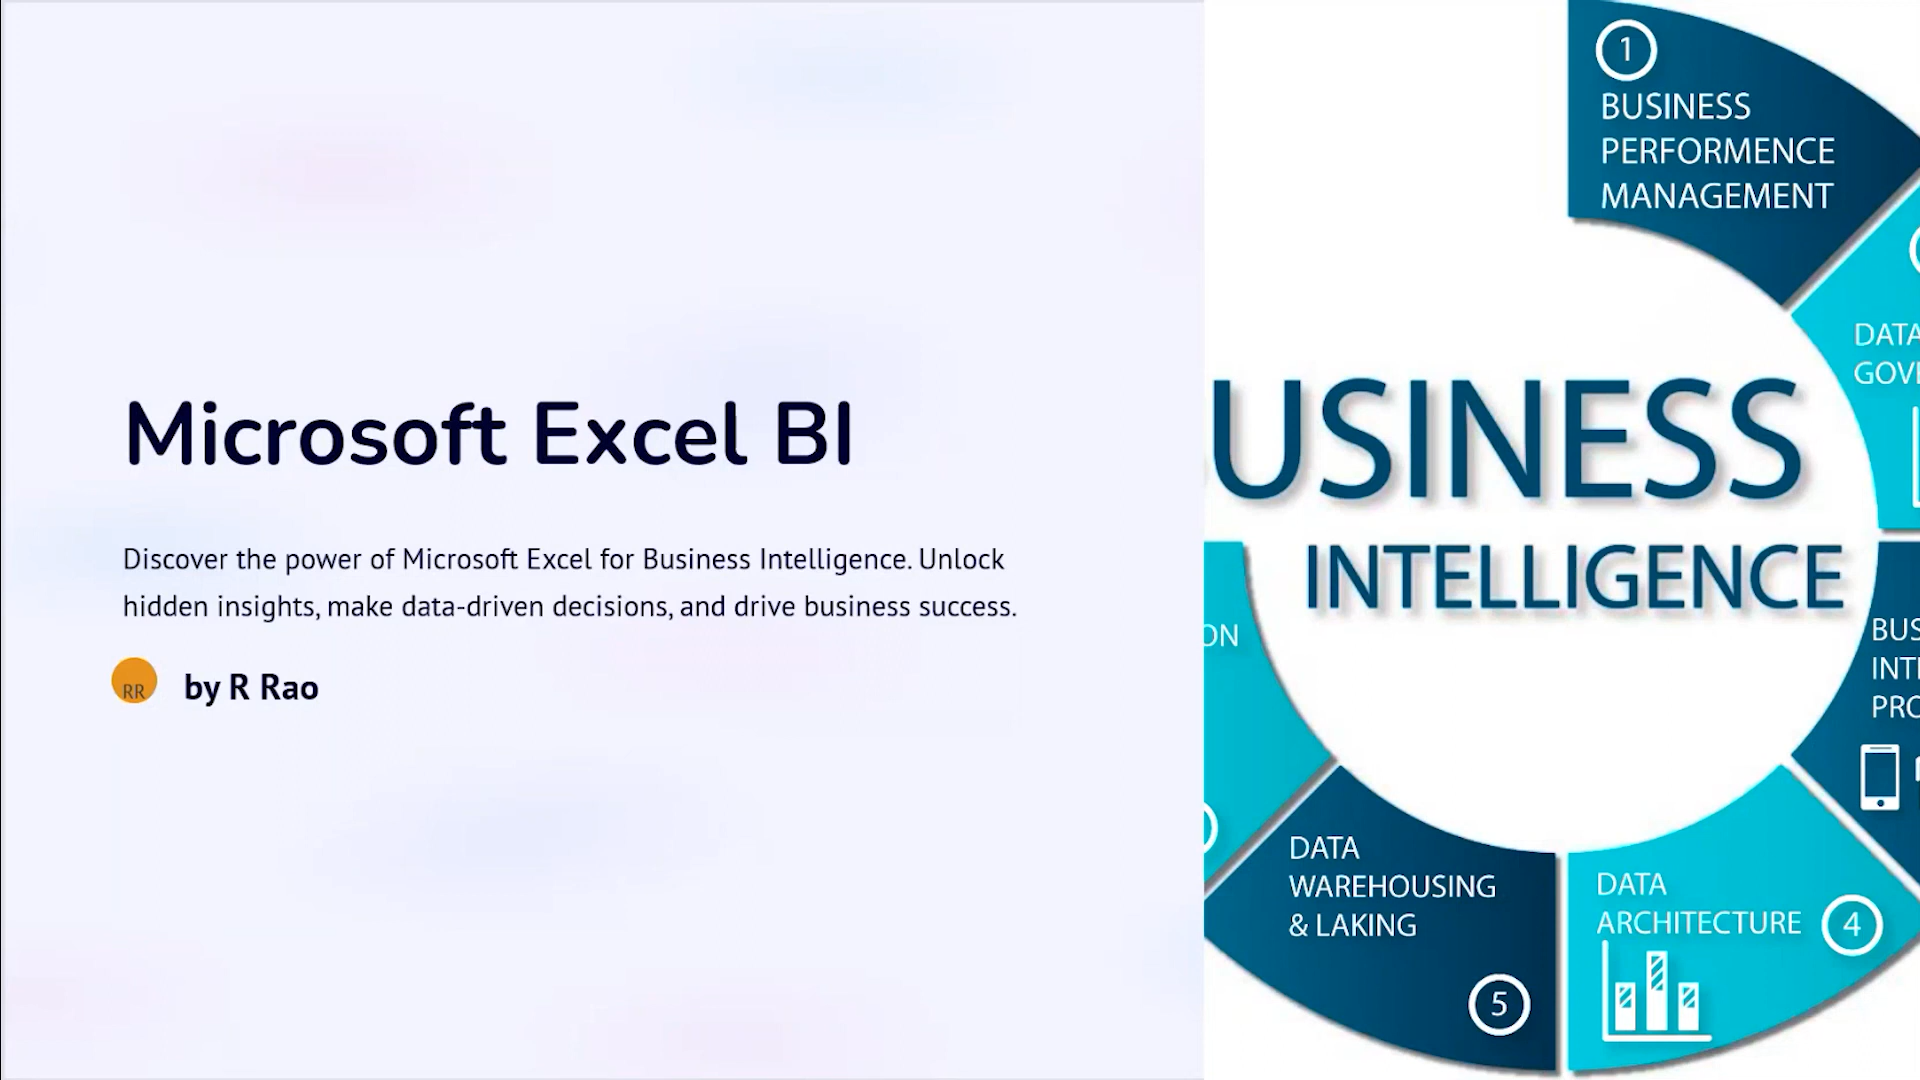 Microsoft Excel BI
Discover the power of Microsoft Excel for Business Intelligence. Unlock
hidden insights, make data-driven decisions, and drive business success.
RR
by R Rao
1
BUSINESS
PERFORMENCE
MANAGEMENT
DATA
USINESS
INTELLIGENCE
DATA
ARCHITECTURE
4
DATA
WAREHOUSING
& LAKING
5